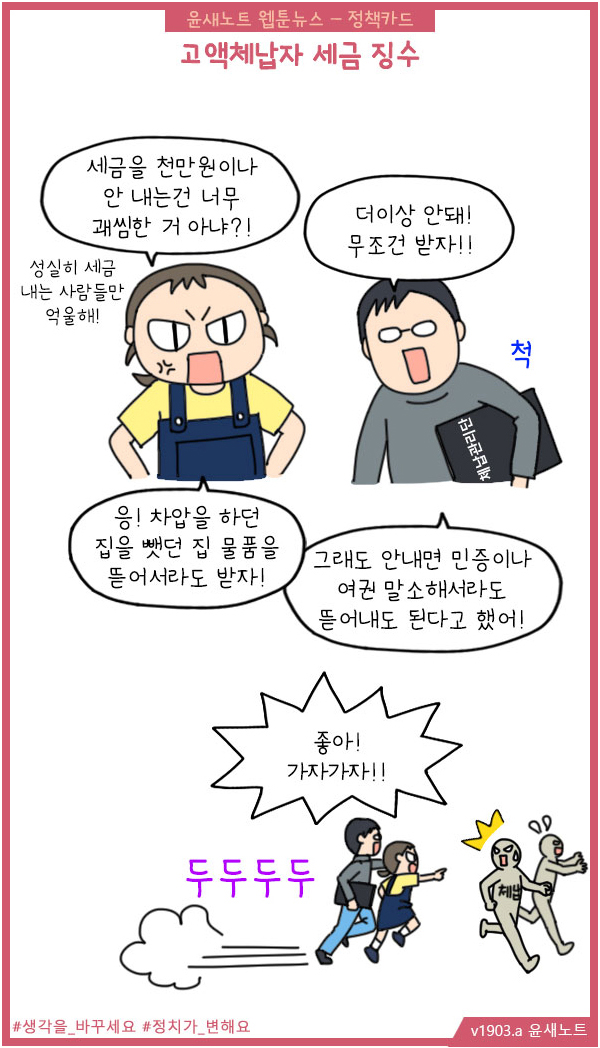 윤새노트 웹툰뉴스 – 정책카드
고액체납자 세금 징수
세금을 천만원이나
안 내는건 너무
괘씸한 거 아냐?!
더이상 안돼!
무조건 받자!!
성실히 세금
내는 사람들만
억울해!
척
체납관리단
응! 차압을 하던
집을 뺏던 집 물품을
뜯어서라도 받자!
그래도 안내면 민증이나
여권 말소해서라도
뜯어내도 된다고 했어!
좋아!
가자가자!!
두두두두
체납
#생각을_바꾸세요 #정치가_변해요
v1903.a 윤새노트